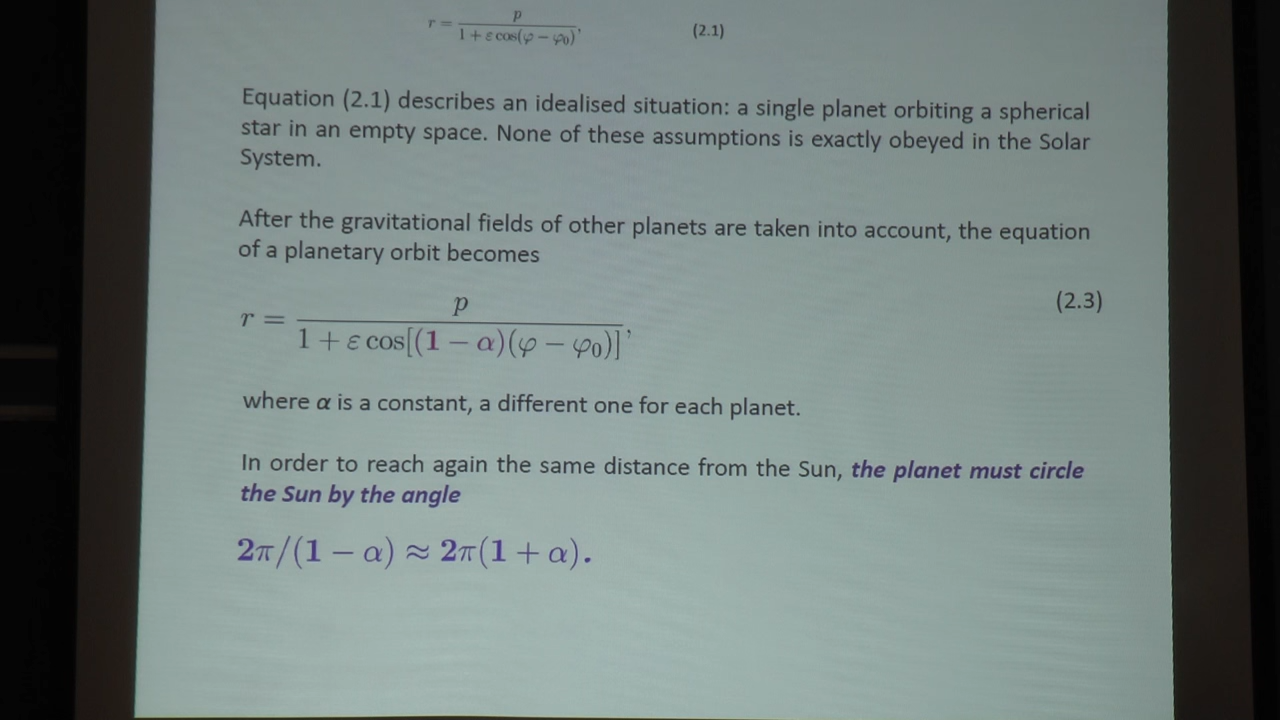 r = p / 1 + ε cos(φ − φ₀),    (2.1)
Equation (2.1) describes an idealised situation: a single planet orbiting a spherical
star in an empty space. None of these assumptions is exactly obeyed in the Solar
System.
After the gravitational fields of other planets are taken into account, the equation
of a planetary orbit becomes
(2.3)
r = p / 1 + ε cos[(1 − α)(φ − φ₀)],
where α is a constant, a different one for each planet.
In order to reach again the same distance from the Sun, the planet must circle
the Sun by the angle
2π/(1 − α) ≈ 2π(1 + α).